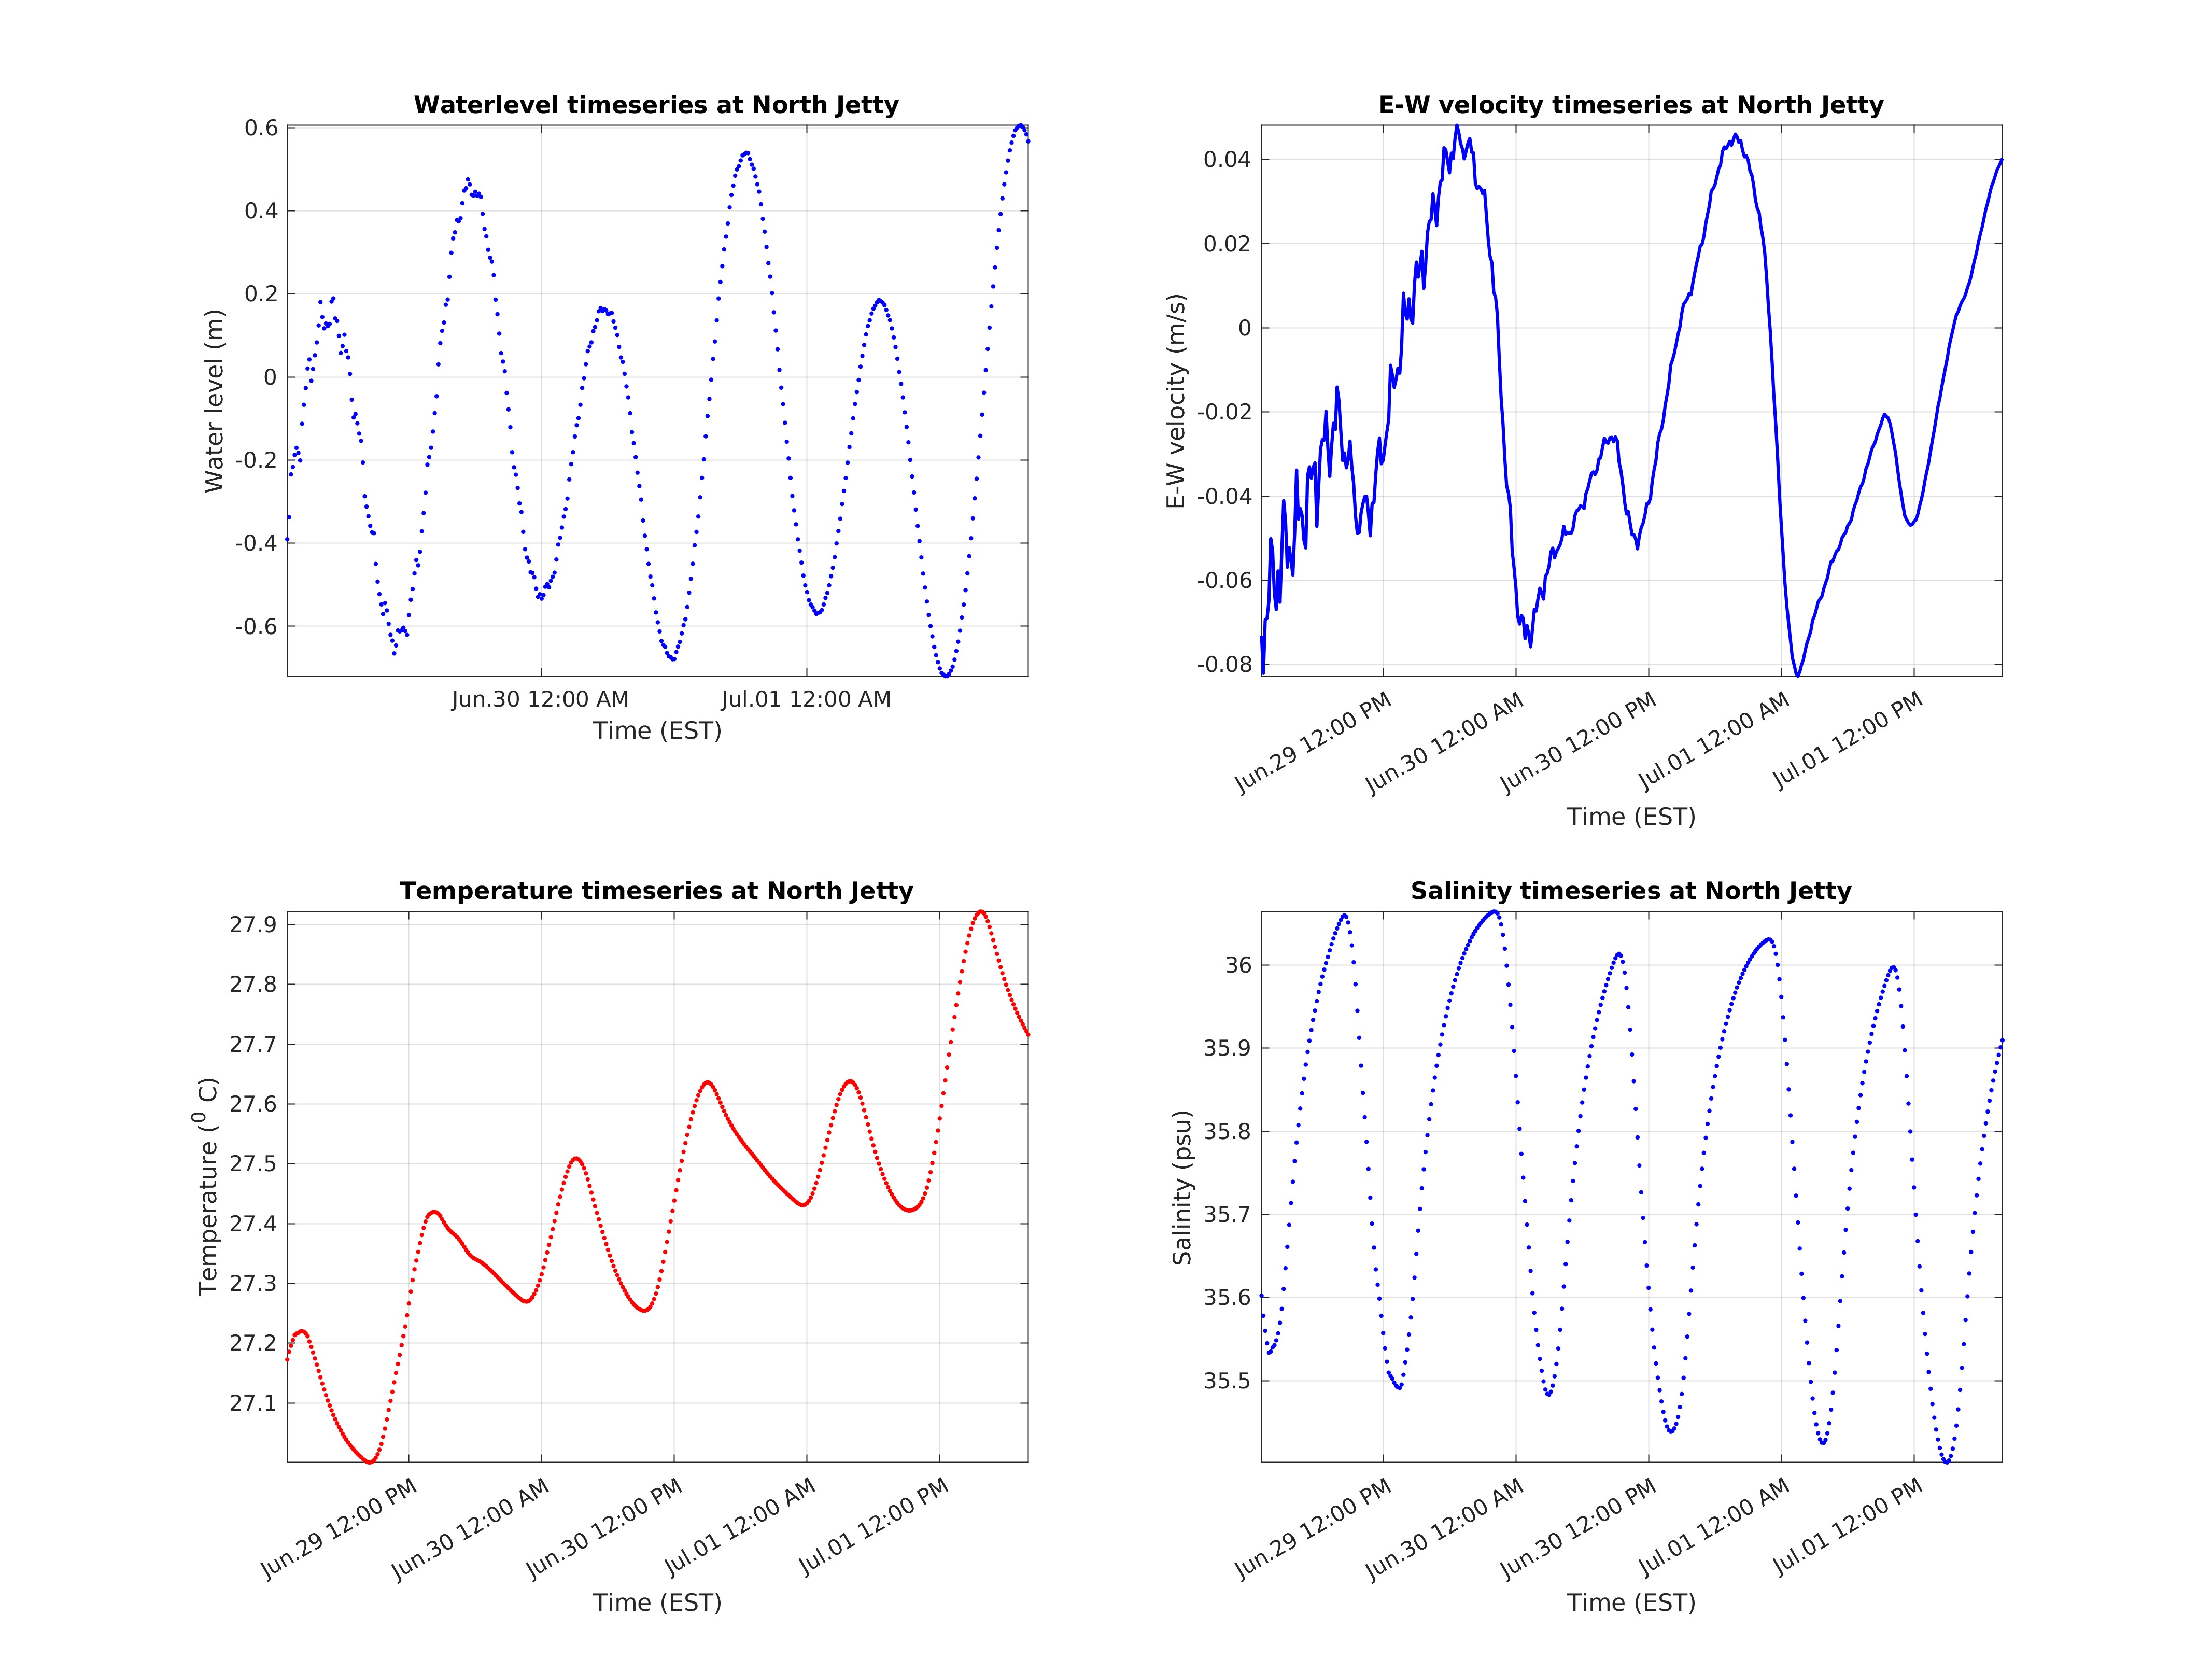 Waterlevel timeseries at North Jetty
0.6
0.4
0.2
0
-0.2
-0.4
-0.6
Water level (m)
Jun.30 12:00 AM
Jul.01 12:00 AM
Time (EST)
E-W velocity timeseries at North Jetty
0.04
0.02
0
-0.02
-0.04
-0.06
-0.08
E-W velocity (m/s)
Jun.29 12:00 PM
Jun.30 12:00 AM
Jun.30 12:00 PM
Jul.01 12:00 AM
Jul.01 12:00 PM
Time (EST)
Temperature timeseries at North Jetty
27.9
27.8
27.7
27.6
27.5
27.4
27.3
27.2
27.1
Temperature (⁰ C)
Jun.29 12:00 PM
Jun.30 12:00 AM
Jun.30 12:00 PM
Jul.01 12:00 AM
Jul.01 12:00 PM
Time (EST)
Salinity timeseries at North Jetty
36
35.9
35.8
35.7
35.6
35.5
Salinity (psu)
Jun.29 12:00 PM
Jun.30 12:00 AM
Jun.30 12:00 PM
Jul.01 12:00 AM
Jul.01 12:00 PM
Time (EST)